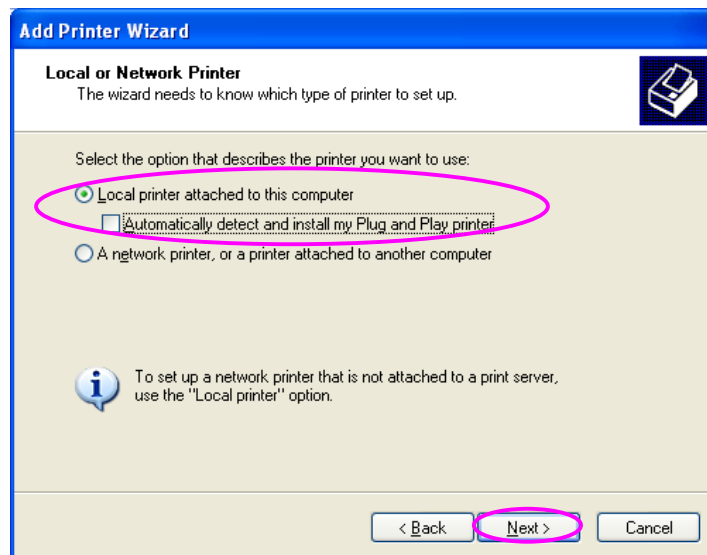 Add Printer Wizard
Local or Network Printer
The wizard needs to know which type of printer to set up.
Select the option that describes the printer you want to use:
Local printer attached to this computer
Automatically detect and install my Plug and Play printer
A network printer, or a printer attached to another computer
To set up a network printer that is not attached to a print server,
use the "Local printer" option.
< Back
Next >
Cancel